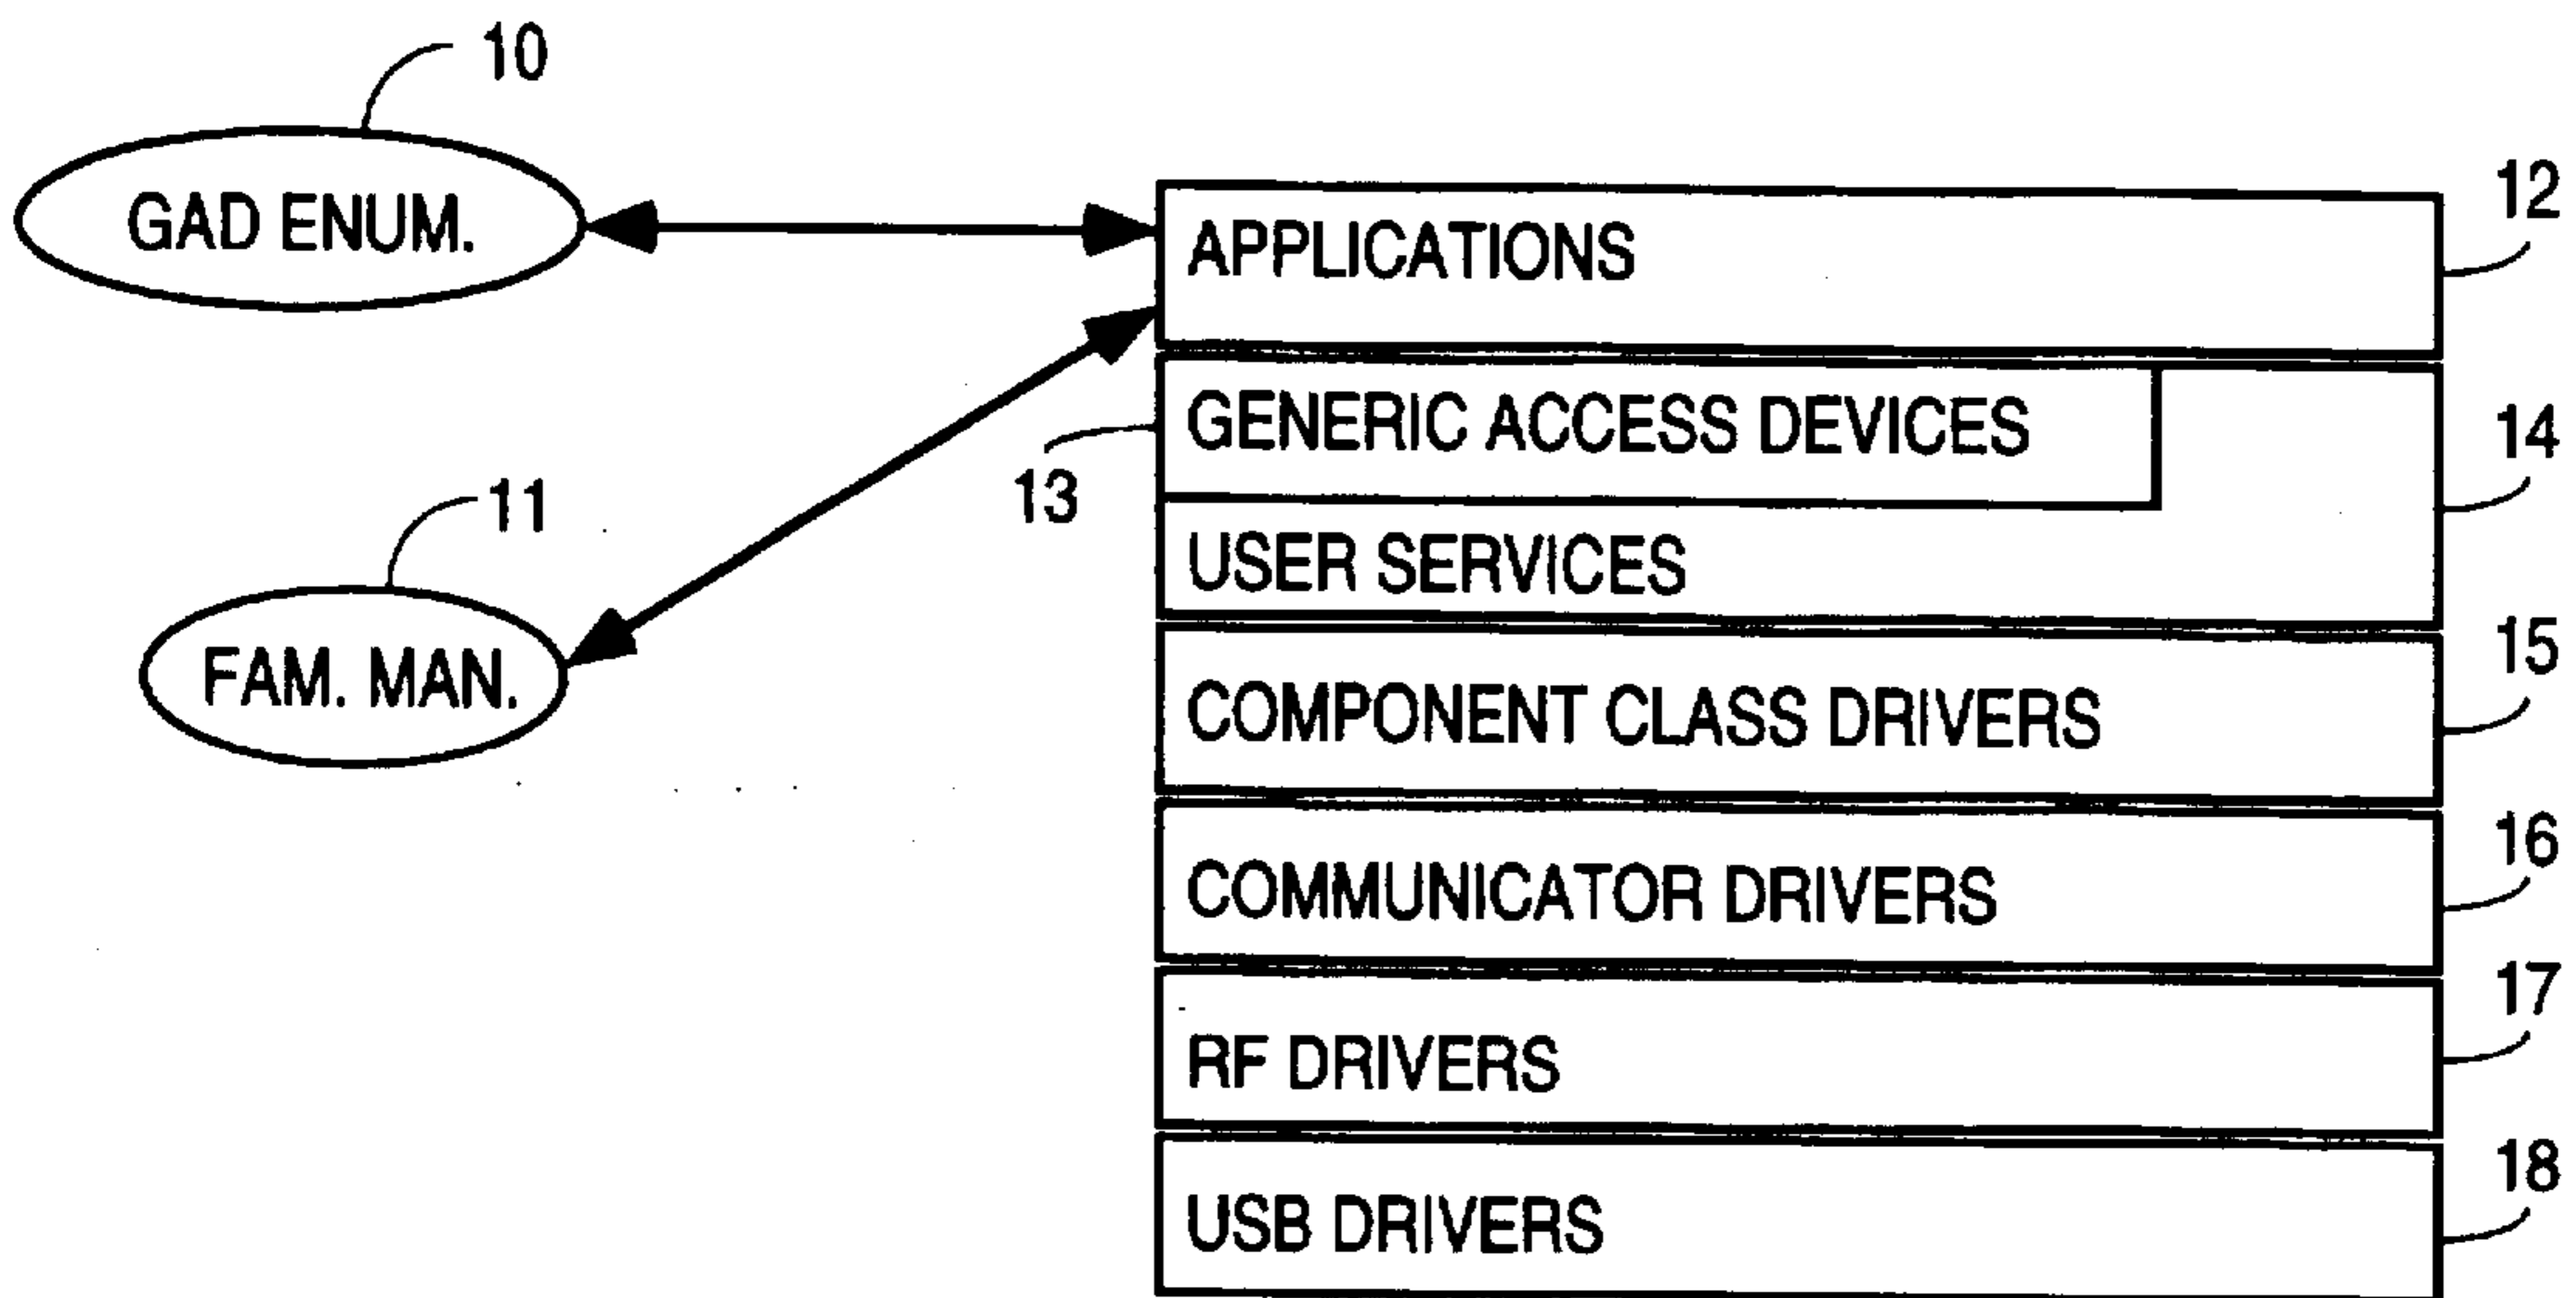 10
GAD ENUM.
12
APPLICATIONS
GENERIC ACCESS DEVICES
14
13
11
USER SERVICES
15
FAM. MAN.
COMPONENT CLASS DRIVERS
16
COMMUNICATOR DRIVERS
17
RF DRIVERS
18
USB DRIVERS